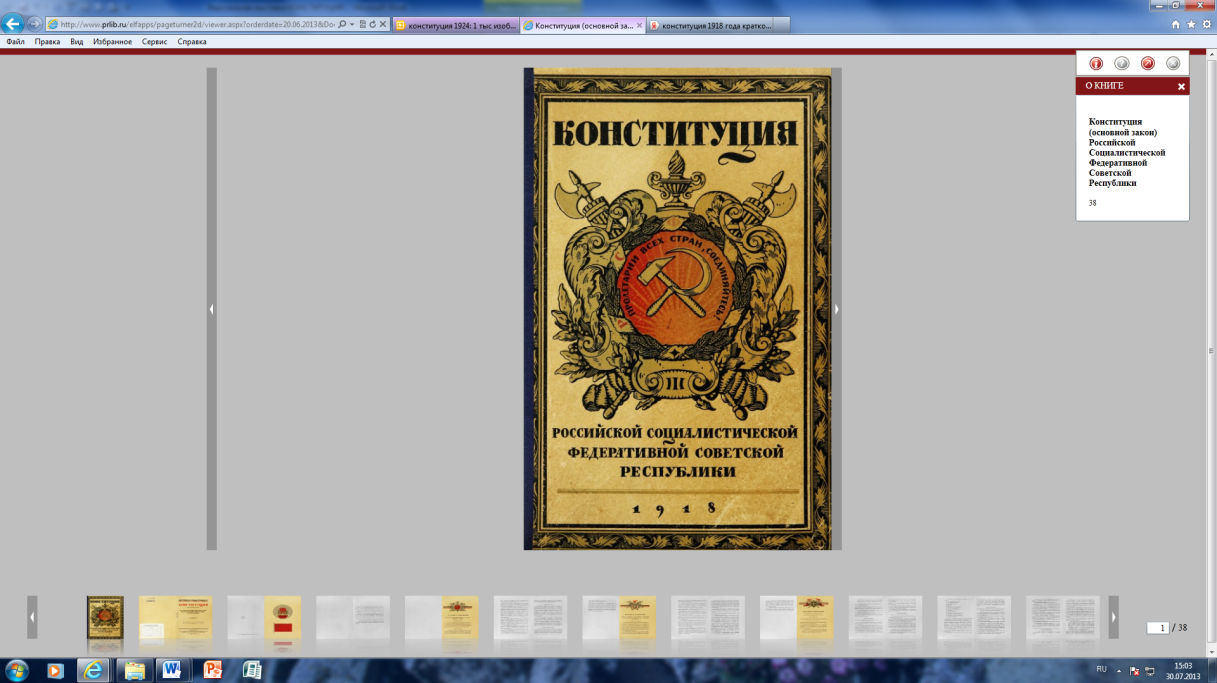 http://www.prlib.ru/elfapps/pageturner2d/viewer.aspx?orderdate=20.06.2013&Do
конституция 1924: 1 тыс изоб...
Конституция (основной за...
конституция 1918 года кратко...
Файл Правка Вид Избранное Сервис Справка
О КНИГЕ
Конституция
(основной закон)
Российской
Социалистической
Федеративной
Советской
Республики
38
КОНСТИТУЦИЯ
ПРОЛЕТАРИИ ВСЕХ СТРАН, СОЕДИНЯЙТЕСЬ!
РОССИЙСКОЙ СОЦИАЛИСТИЧЕСКОЙ
ФЕДЕРАТИВНОЙ СОВЕТСКОЙ
РЕСПУБЛИКИ
1918
1 / 38
RU
15:03
30.07.2013